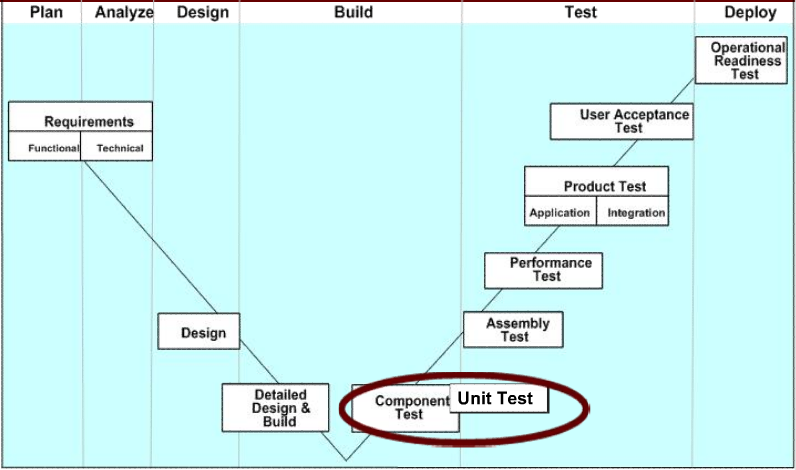 Plan Analyze Design Build Test Deploy
Operational
Readiness
Test
User Acceptance
Test
Requirements
Functional Technical
Product Test
Application Integration
Performance
Test
Design
Assembly
Test
Detailed
Design &
Build
Component
Test
Unit Test